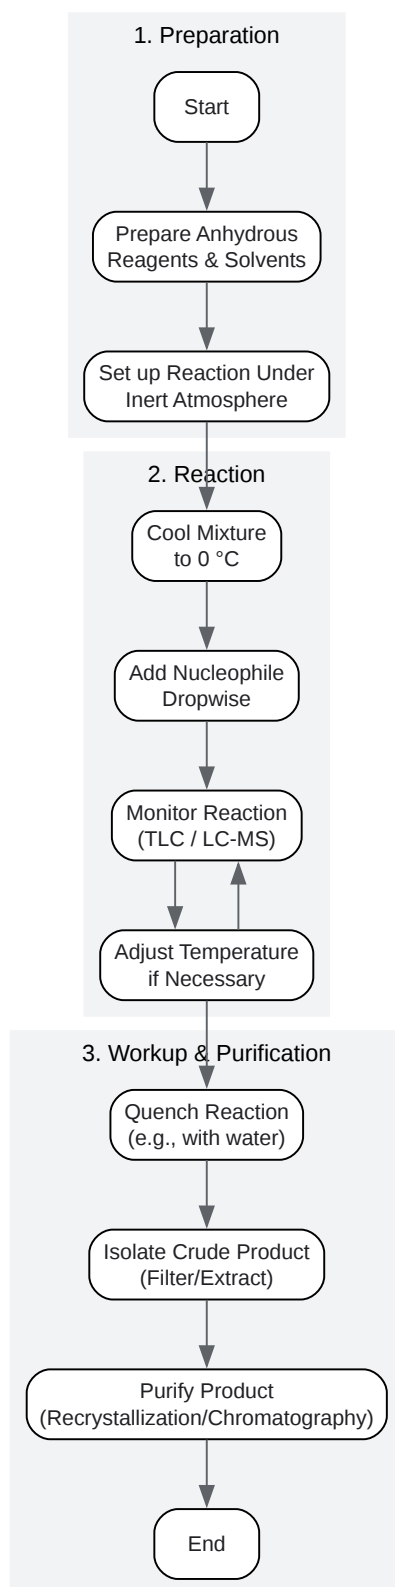 1. Preparation
Start
Prepare Anhydrous
Reagents & Solvents
Set up Reaction Under
Inert Atmosphere
2. Reaction
Cool Mixture
to 0 °C
Add Nucleophile
Dropwise
Monitor Reaction
(TLC / LC-MS)
Adjust Temperature
if Necessary
3. Workup & Purification
Quench Reaction
(e.g., with water)
Isolate Crude Product
(Filter/Extract)
Purify Product
(Recrystallization/Chromatography)
End